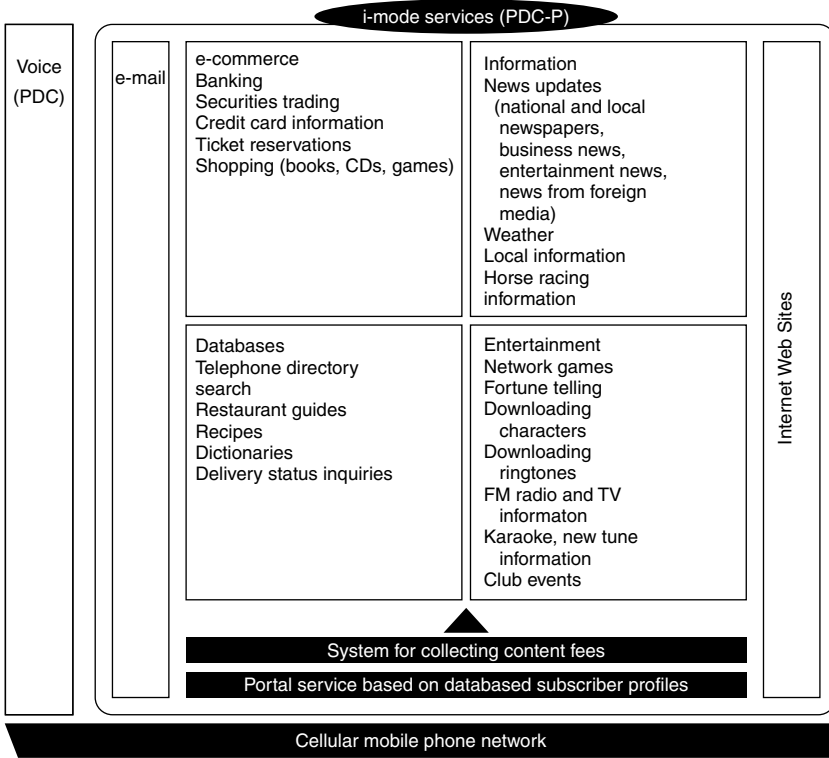 i-mode services (PDC-P)
Voice
(PDC)
e-mail
e-commerce
Banking
Securities trading
Credit card information
Ticket reservations
Shopping (books, CDs, games)
Information
News updates
(national and local
newspapers,
business news,
entertainment news,
news from foreign
media)
Weather
Local information
Horse racing
information
Databases
Telephone directory
search
Restaurant guides
Recipes
Dictionaries
Delivery status inquiries
Entertainment
Network games
Fortune telling
Downloading
characters
Downloading
ringtones
FM radio and TV
informaton
Karaoke, new tune
information
Club events
Internet Web Sites
System for collecting content fees
Portal service based on databased subscriber profiles
Cellular mobile phone network